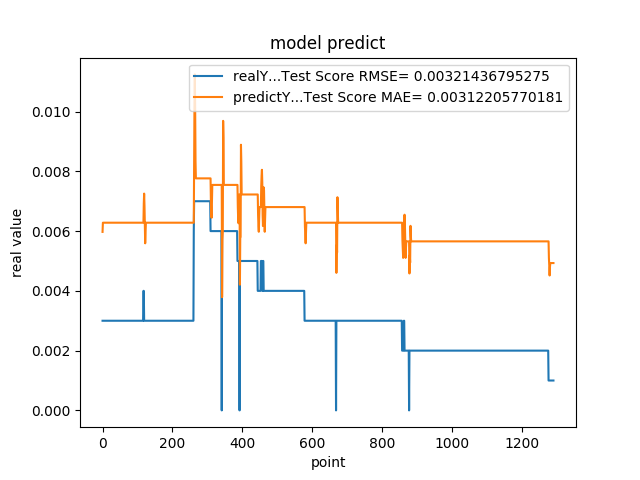 model predict
realY...Test Score RMSE= 0.00321436795275
predictY...Test Score MAE= 0.00312205770181
0.010
0.008
0.006
0.004
0.002
0.000
real value
0 200 400 600 800 1000 1200
point